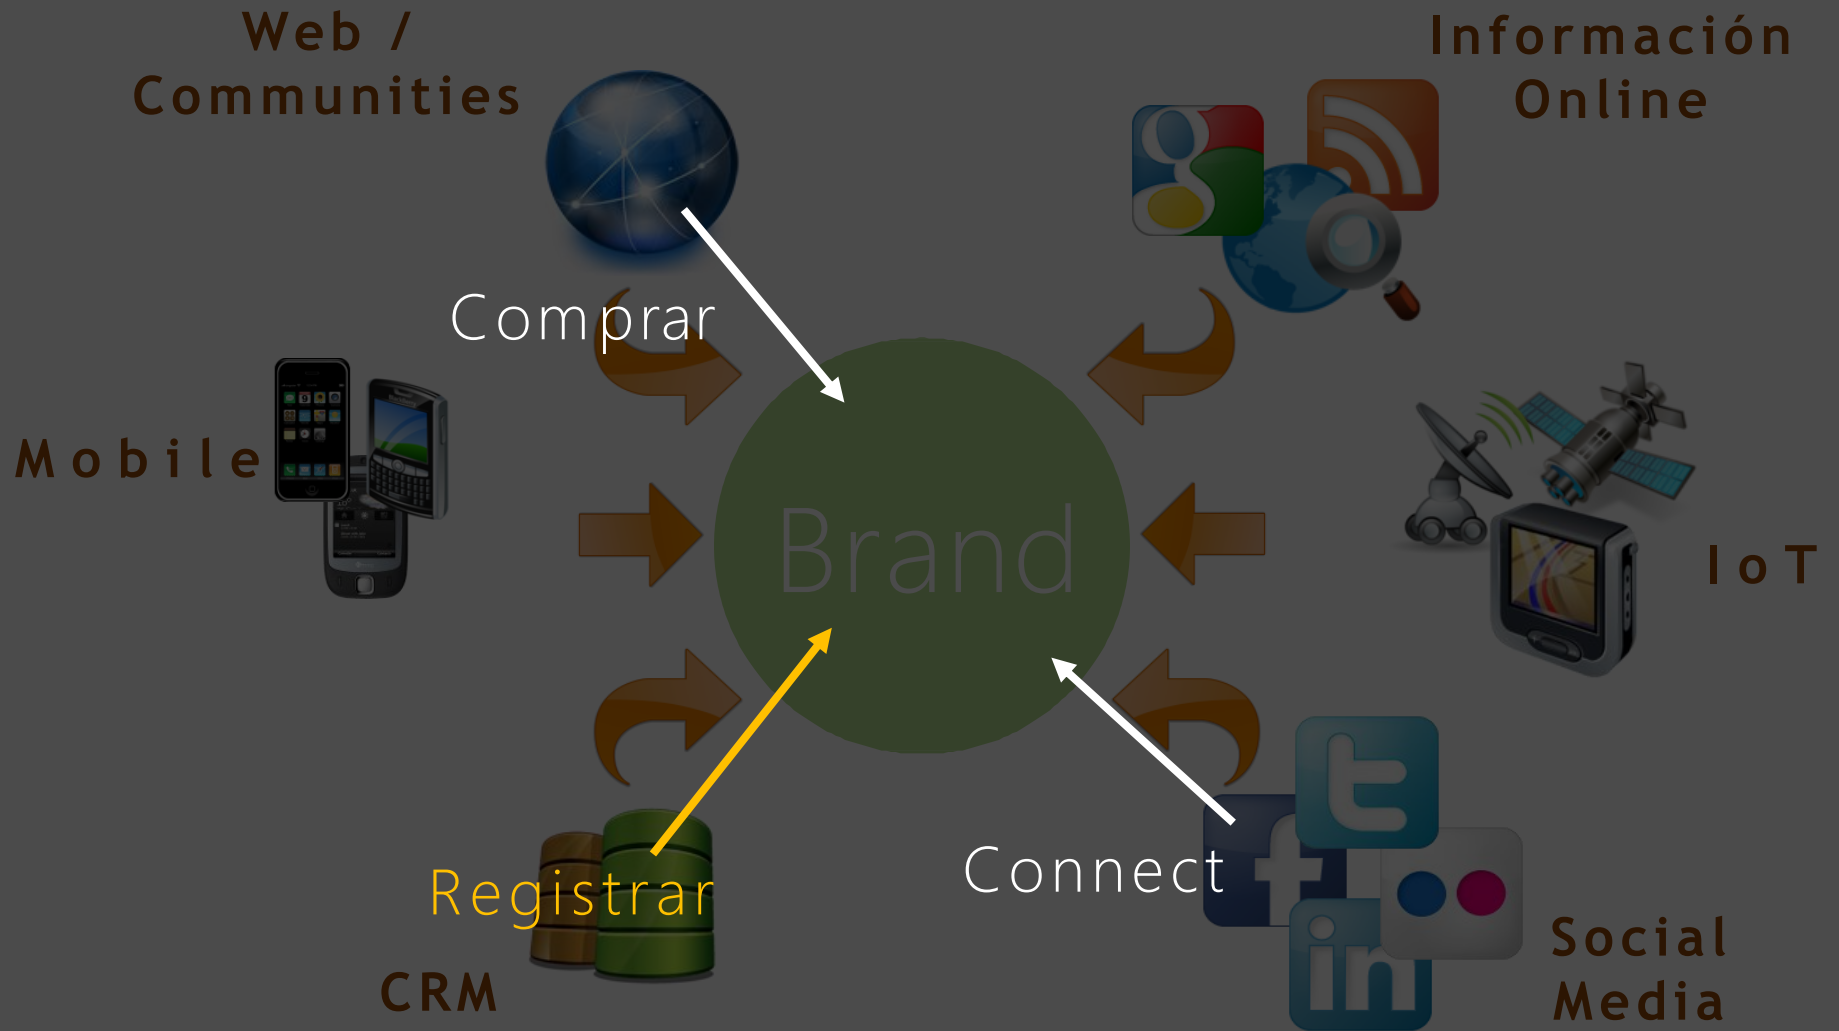 Web /
Communities
Información
Online
Comprar
Mobile
Brand
IoT
Registrar
Connect
CRM
Social
Media